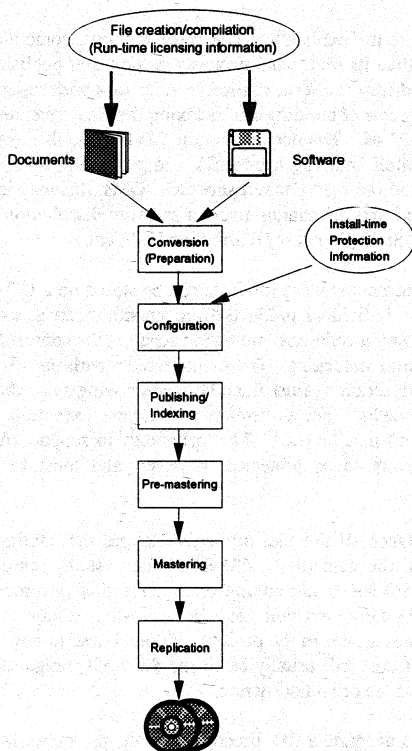 File creation/compilation
(Run-time licensing information)
Documents
Software
Install-time
Protection
Information
Conversion
(Preparation)
Configuration
Publishing/
Indexing
Pre-mastering
Mastering
Replication